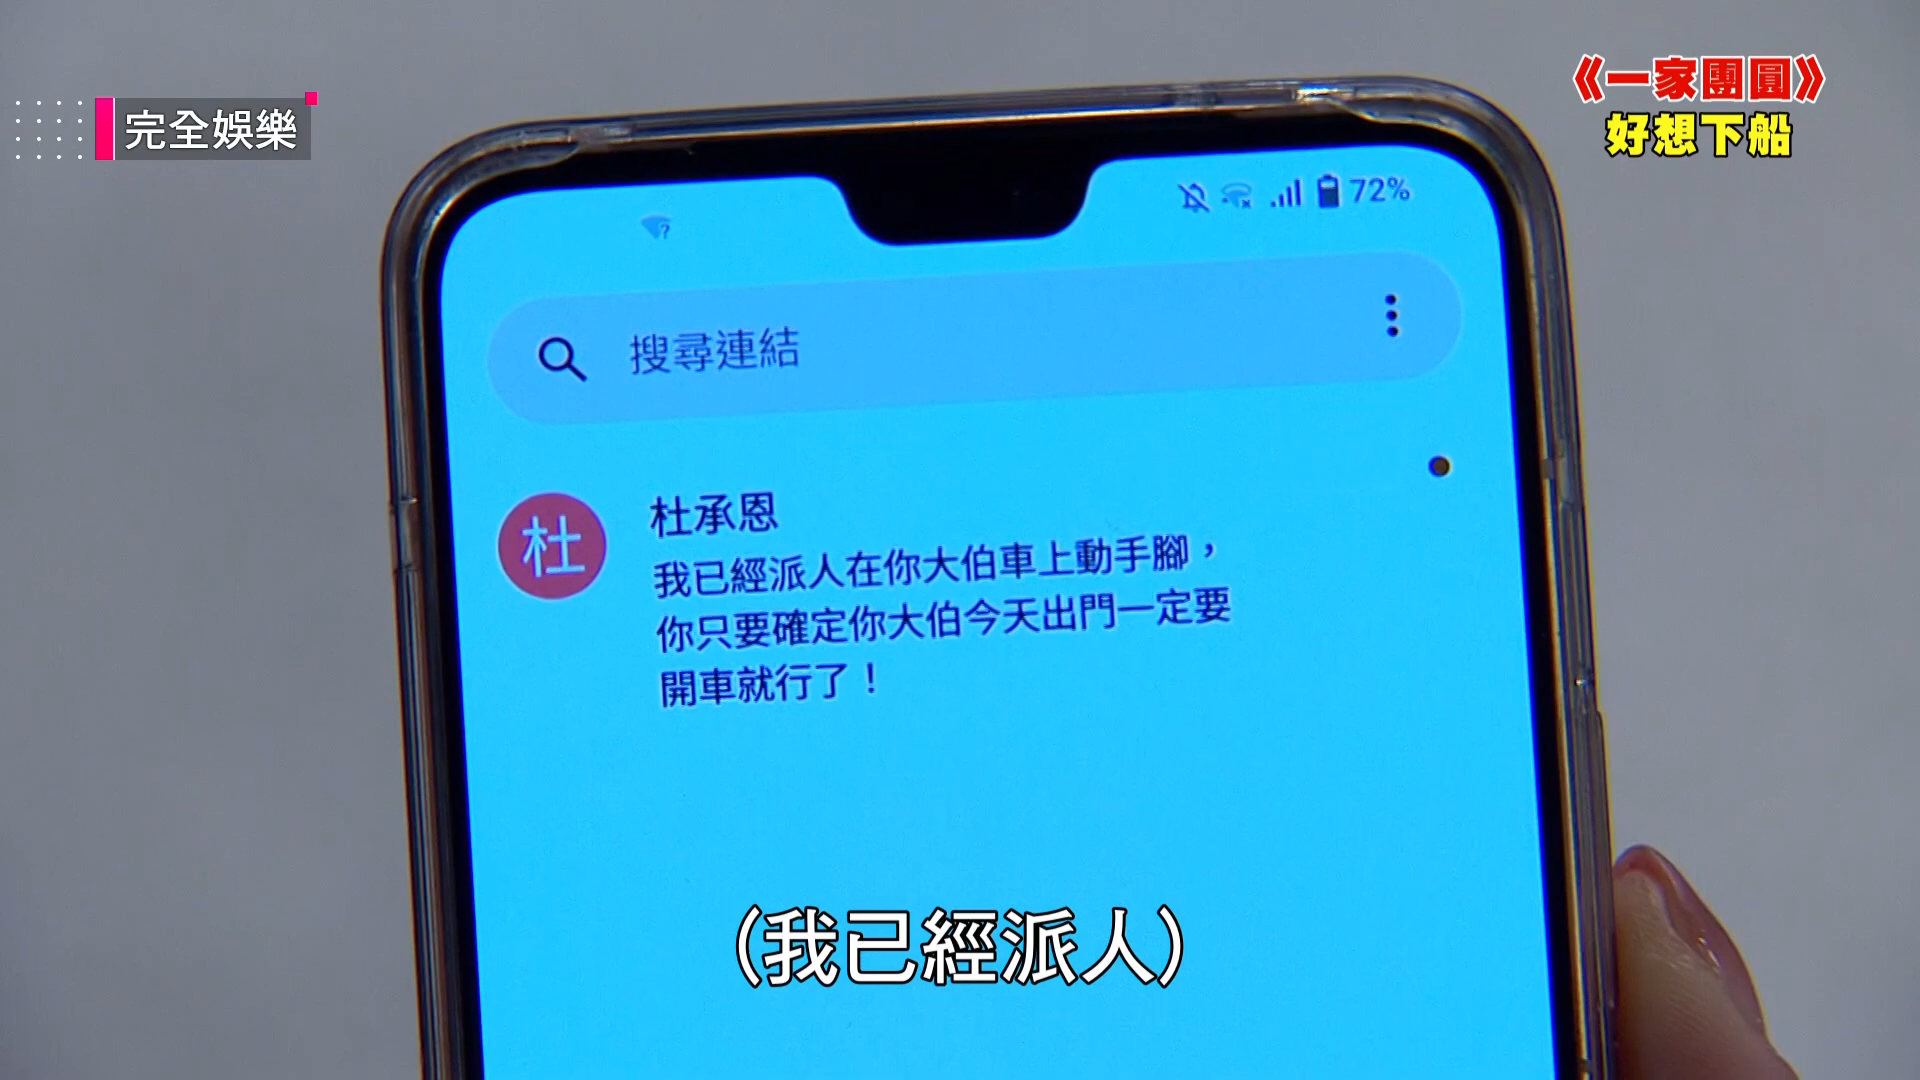 完全娛樂
《一家團圓》
好想下船
72%
搜尋連結
杜
杜承恩
我已經派人在你大伯車上動手腳，
你只要確定你大伯今天出門一定要
開車就行了！
(我已經派人)